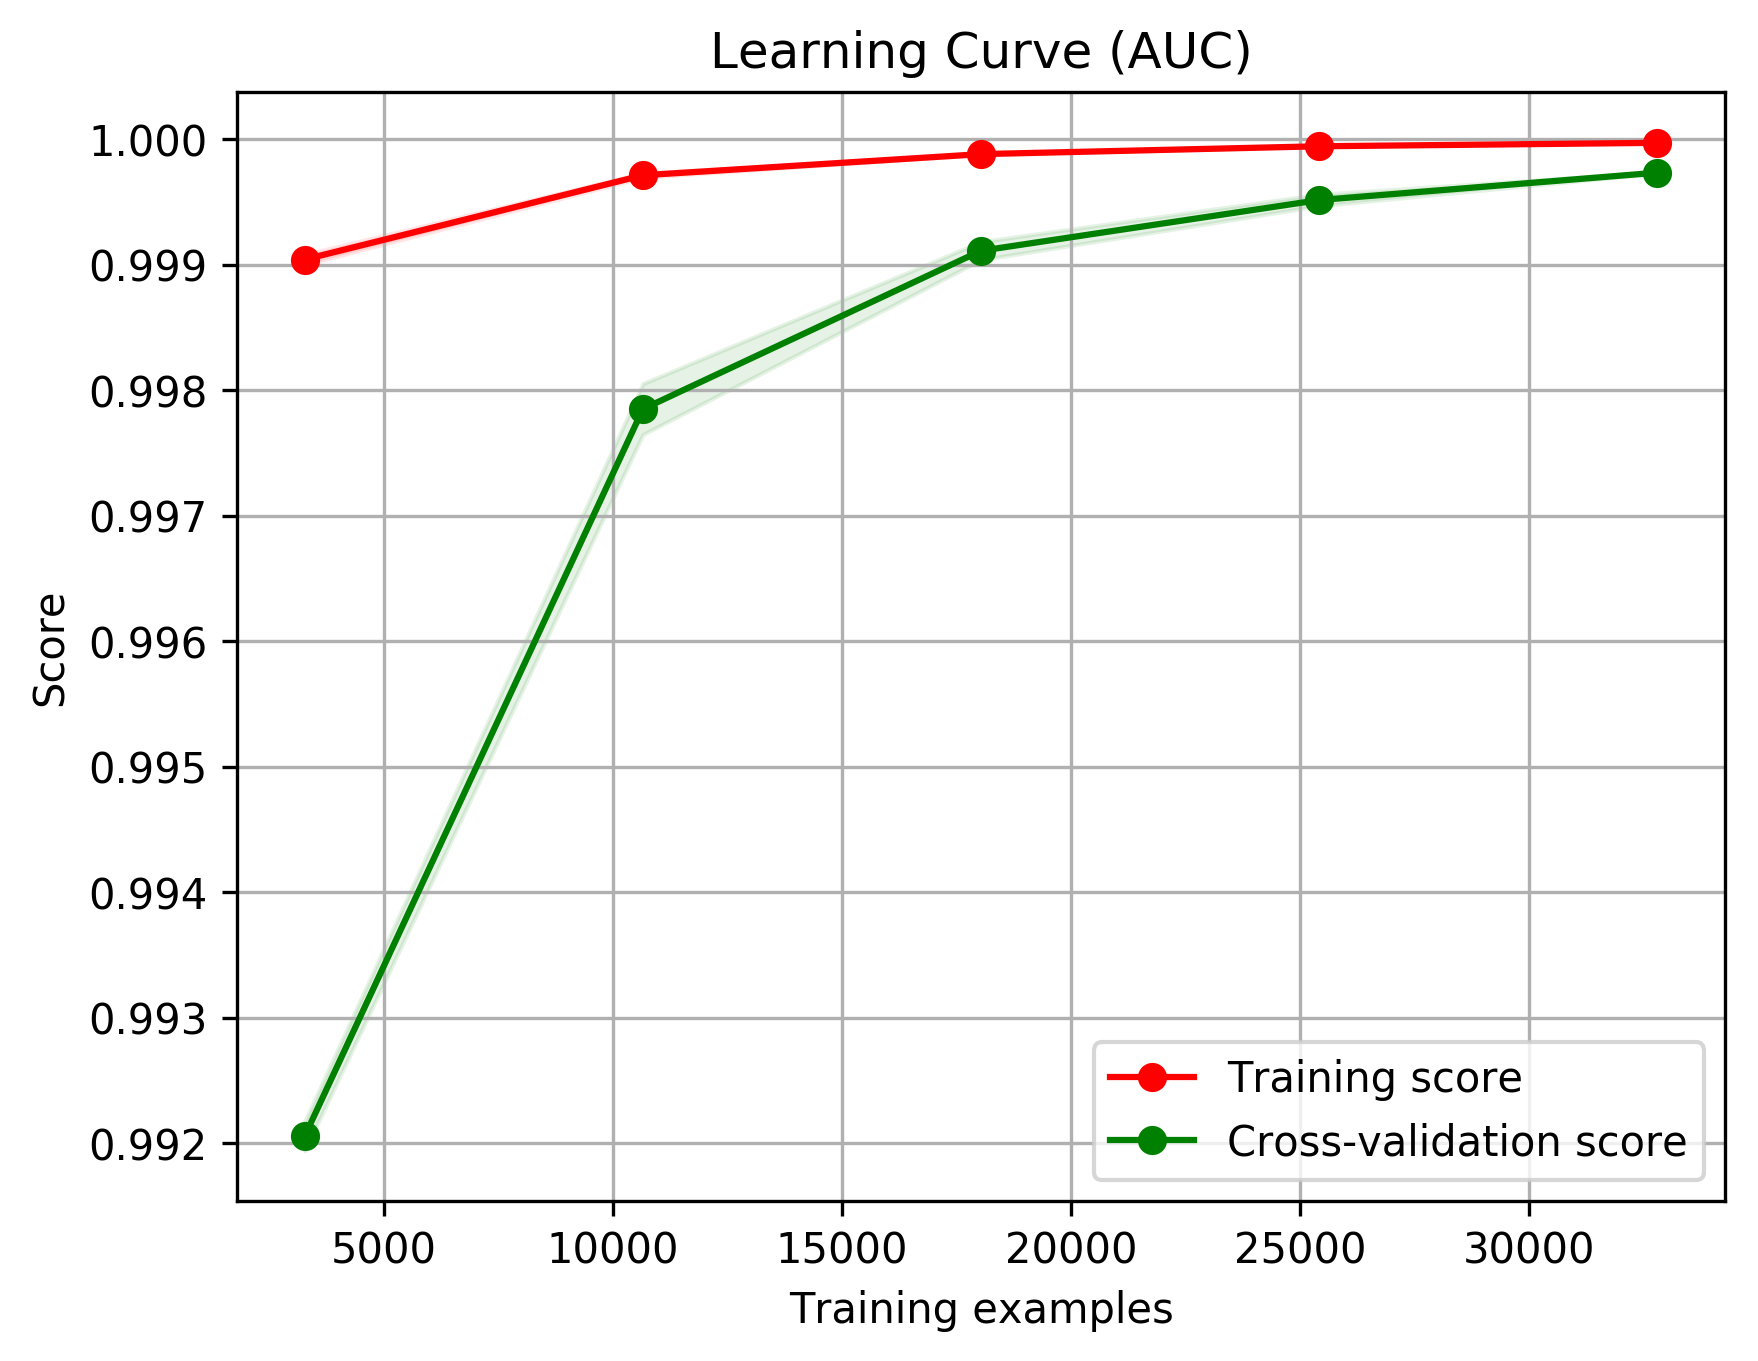 Learning Curve (AUC)
1.000
0.999
0.998
0.997
0.996
0.995
0.994
0.993
0.992
Score
Training score
Cross-validation score
5000 10000 15000 20000 25000 30000
Training examples